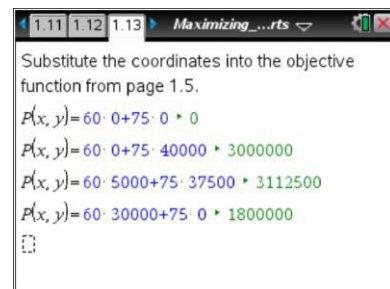 1.11 1.12 1.13 Maximizing_...rts
Substitute the coordinates into the objective
function from page 1.5.
P(x, y)=60· 0+75· 0 ▸ 0
P(x, y)=60· 0+75· 40000 ▸ 3000000
P(x, y)=60· 5000+75· 37500 ▸ 3112500
P(x, y)=60· 30000+75· 0 ▸ 1800000